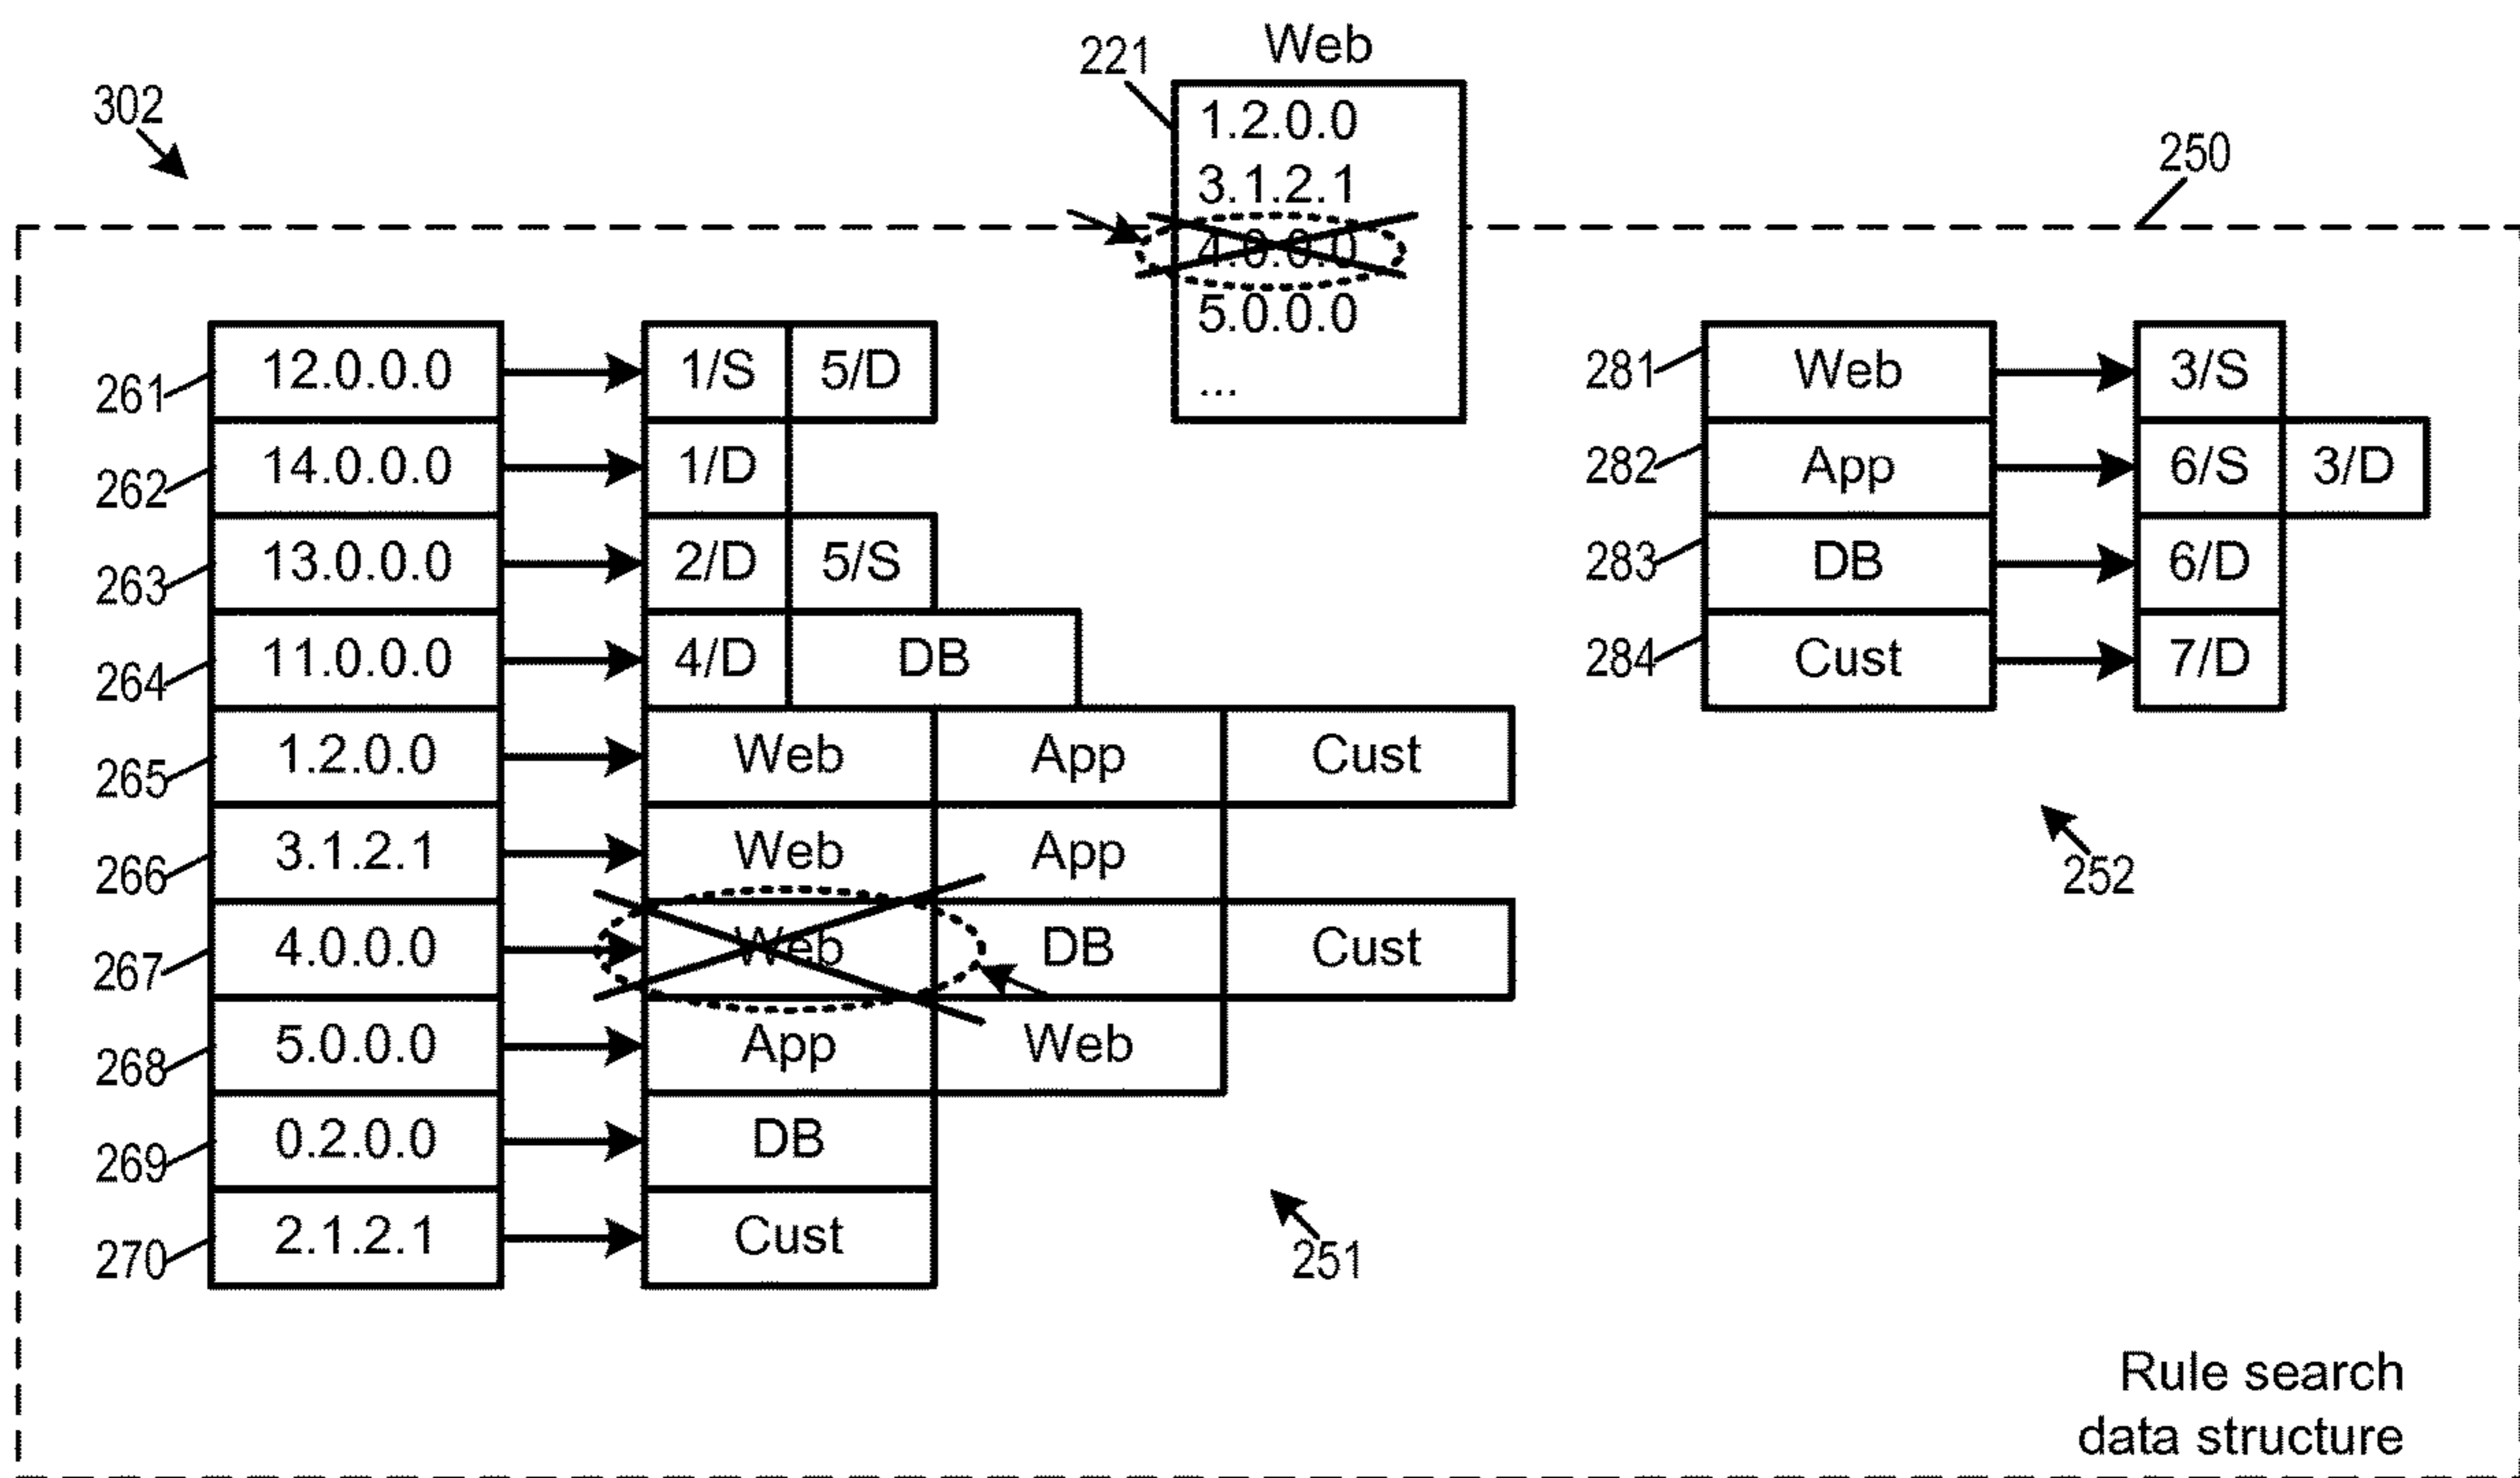 Web
221
302
1.2.0.0
3.1.2.1
250
4.0.0.0
5.0.0.0
...
261 12.0.0.0 1/S 5/D
262 14.0.0.0 1/D
263 13.0.0.0 2/D 5/S
264 11.0.0.0 4/D DB
265 1.2.0.0 Web App Cust
266 3.1.2.1 Web App
267 4.0.0.0 Web DB Cust
268 5.0.0.0 App Web
269 0.2.0.0 DB
270 2.1.2.1 Cust
251
281 Web 3/S
282 App 6/S 3/D
283 DB 6/D
284 Cust 7/D
252
Rule search
data structure